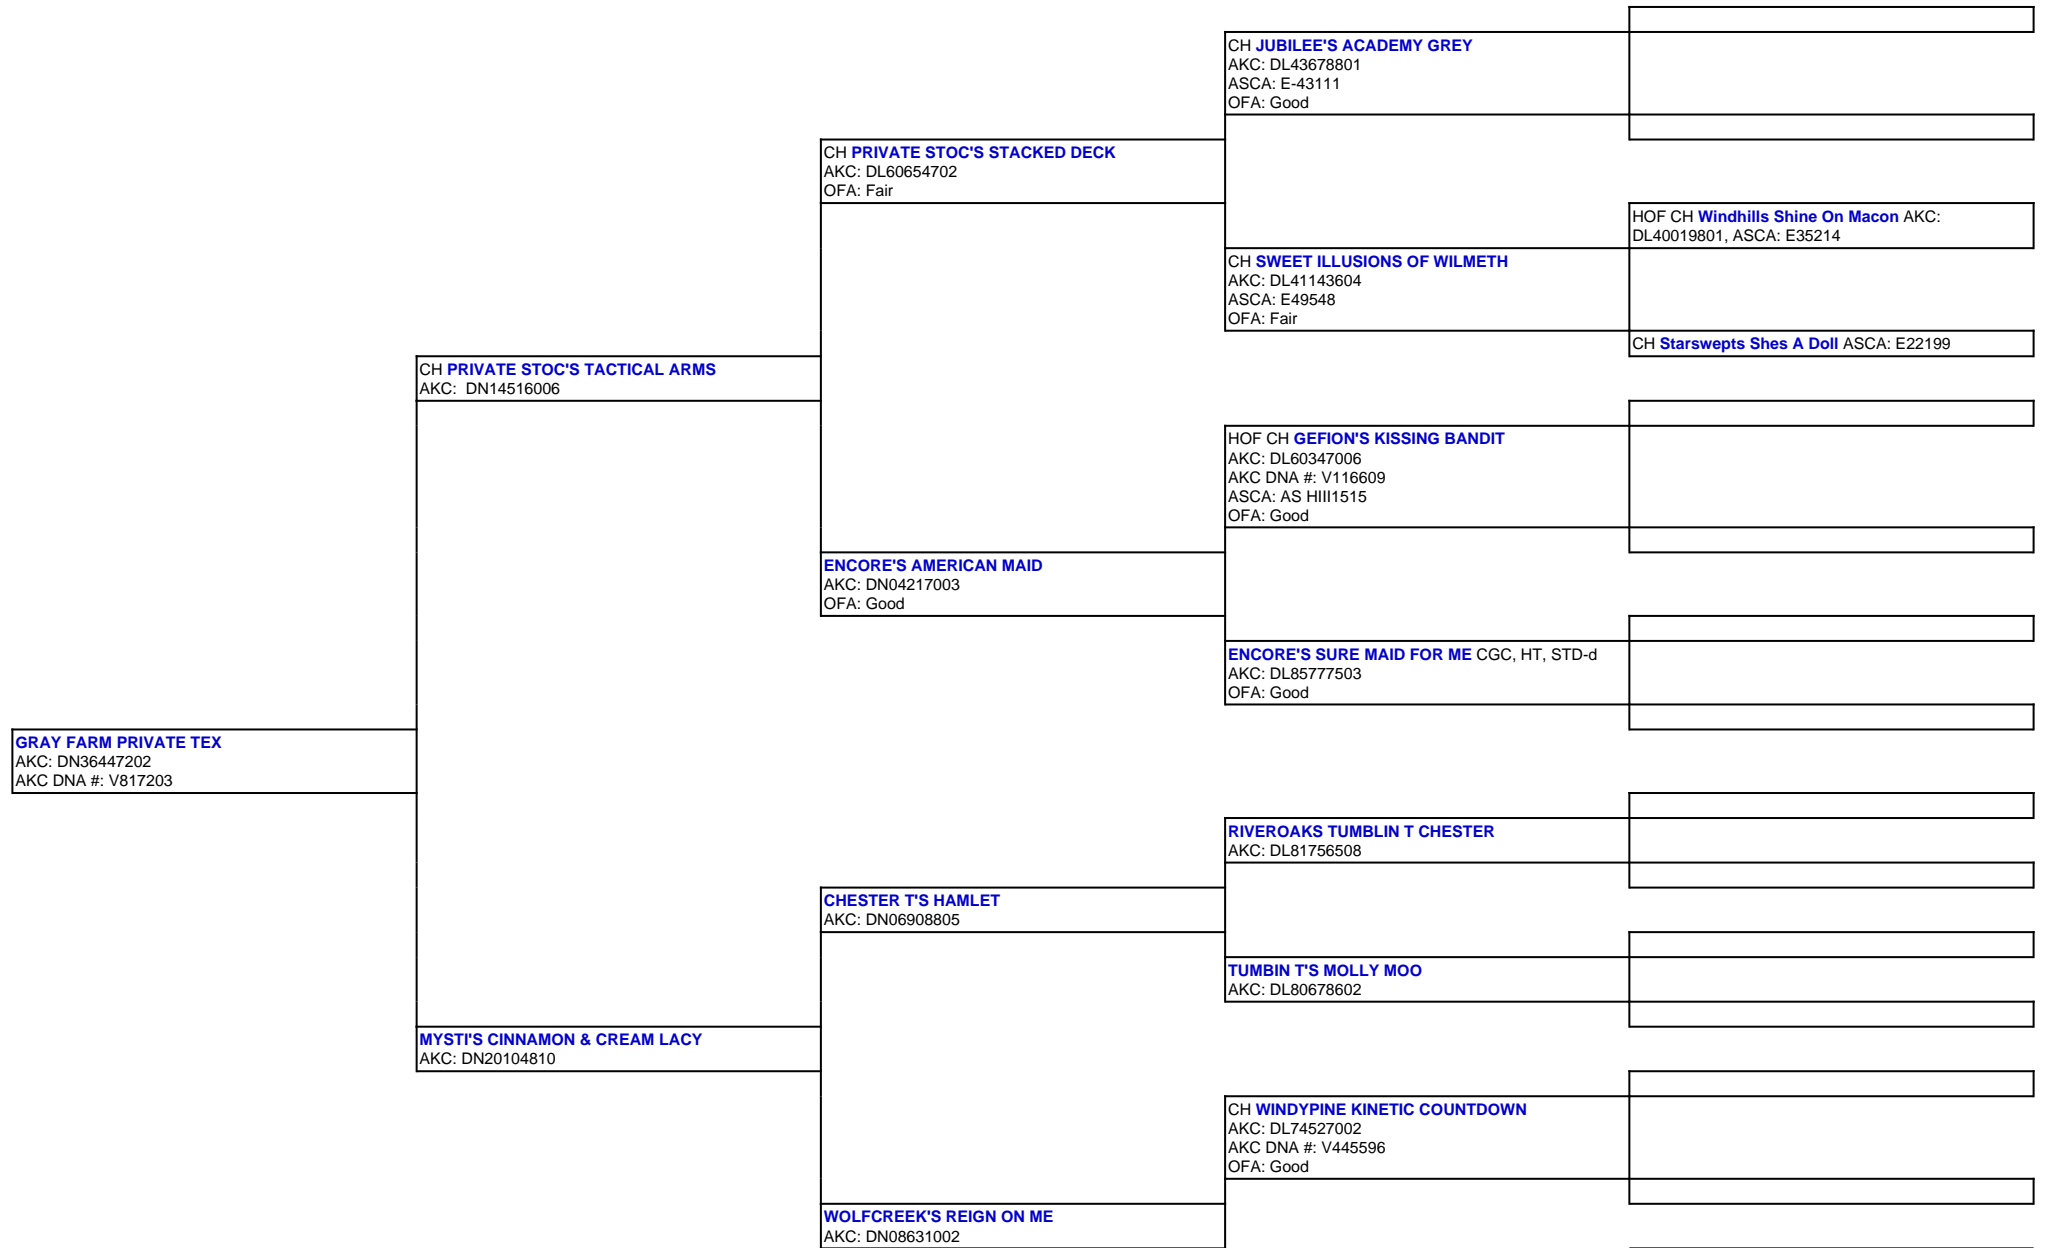 CH JUBILEE'S ACADEMY GREY
AKC: DL43678801
ASCA: E-43111
OFA: Good
CH PRIVATE STOC'S STACKED DECK
AKC: DL60654702
OFA: Fair
HOF CH Windhills Shine On Macon AKC:
DL40019801, ASCA: E35214
CH SWEET ILLUSIONS OF WILMETH
AKC: DL41143604
ASCA: E49548
OFA: Fair
CH Starswepts Shes A Doll ASCA: E22199
CH PRIVATE STOC'S TACTICAL ARMS
AKC:  DN14516006
HOF CH GEFION'S KISSING BANDIT
AKC: DL60347006
AKC DNA #: V116609
ASCA: AS HIII1515
OFA: Good
ENCORE'S AMERICAN MAID
AKC: DN04217003
OFA: Good
ENCORE'S SURE MAID FOR ME CGC, HT, STD-d
AKC: DL85777503
OFA: Good
GRAY FARM PRIVATE TEX
AKC: DN36447202
AKC DNA #: V817203
RIVEROAKS TUMBLIN T CHESTER
AKC: DL81756508
CHESTER T'S HAMLET
AKC: DN06908805
TUMBIN T'S MOLLY MOO
AKC: DL80678602
MYSTI'S CINNAMON & CREAM LACY
AKC: DN20104810
CH WINDYPINE KINETIC COUNTDOWN
AKC: DL74527002
AKC DNA #: V445596
OFA: Good
WOLFCREEK'S REIGN ON ME
AKC: DN08631002